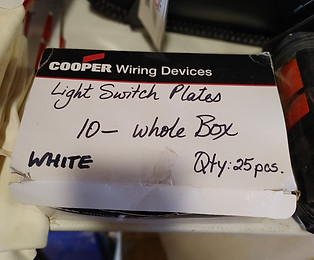 COOPER Wiring Devices
Light Switch Plates
10- whole Box
WHITE Qty: 25 pcs.